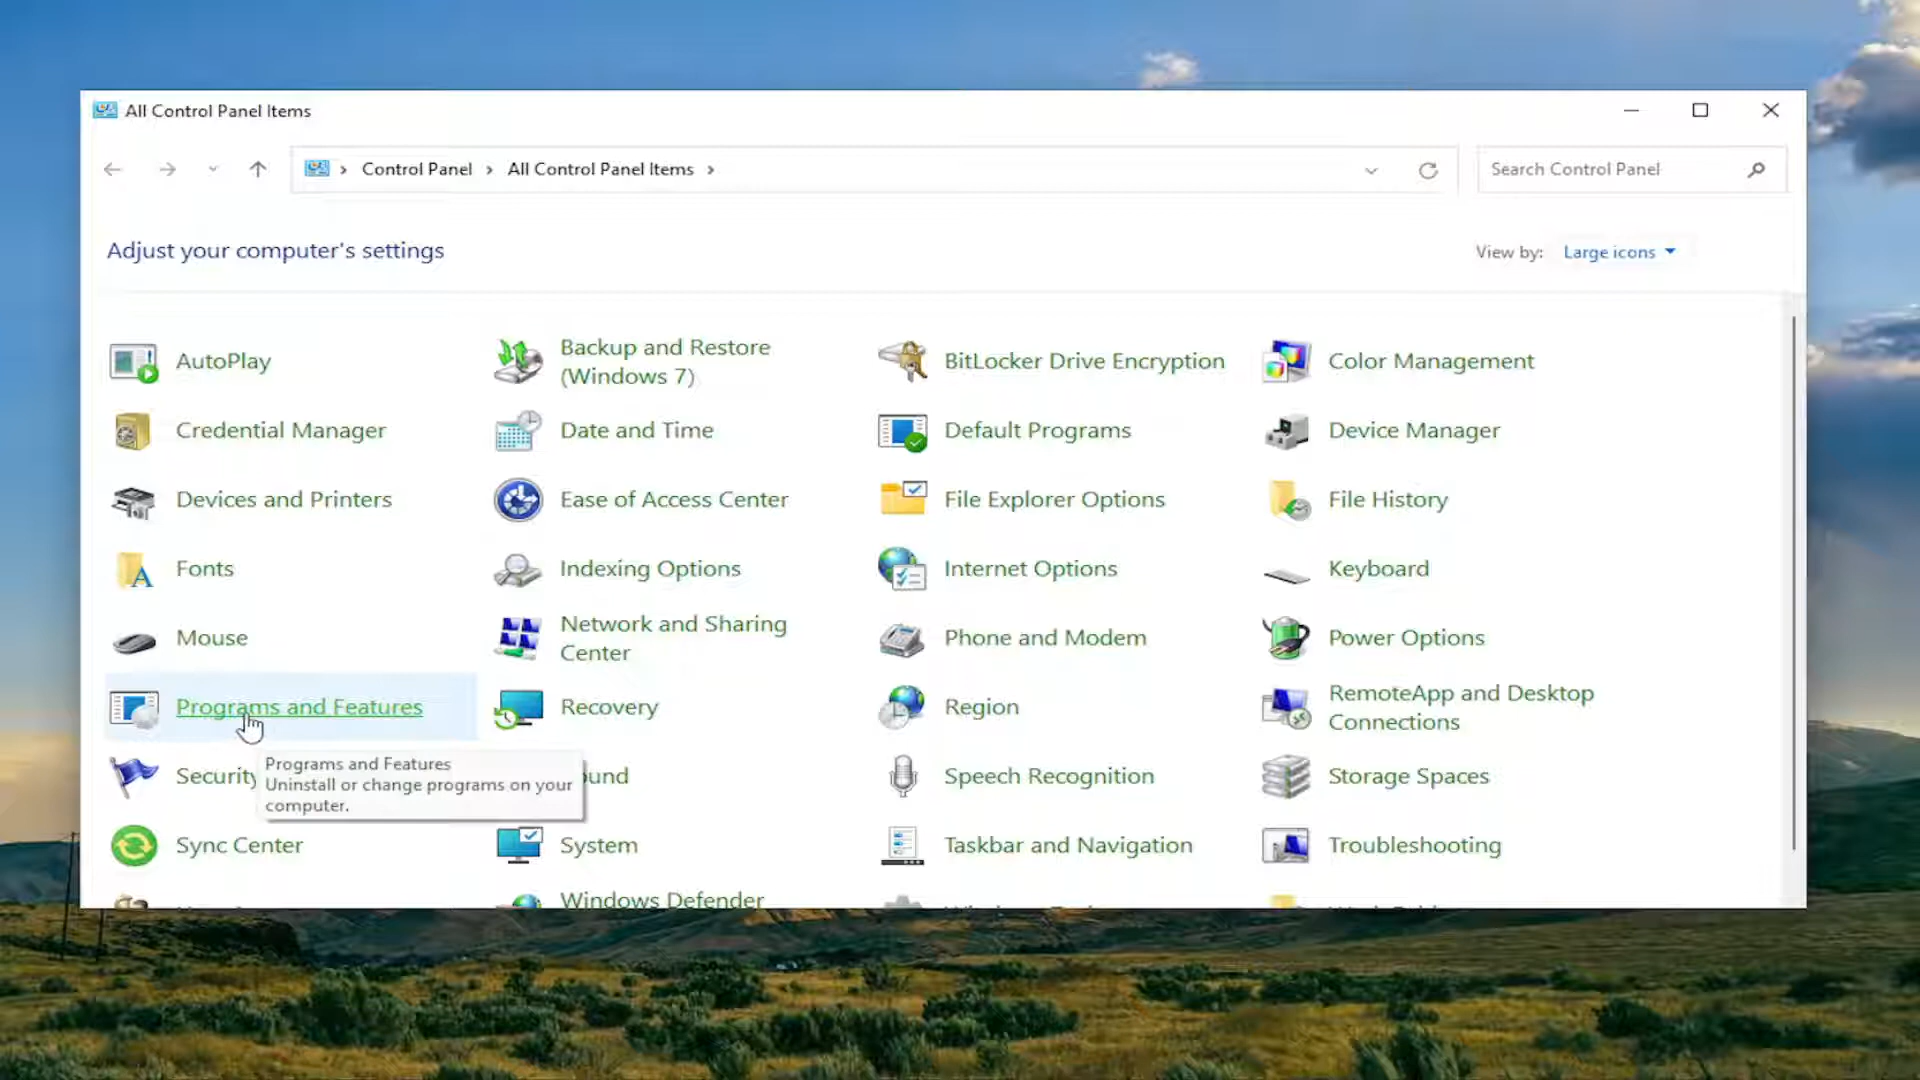 All Control Panel Items
Control Panel
All Control Panel Items
Search Control Panel
Adjust your computer's settings
View by: Large icons
AutoPlay
Backup and Restore
(Windows 7)
BitLocker Drive Encryption
Color Management
Credential Manager
Date and Time
Default Programs
Device Manager
Devices and Printers
Ease of Access Center
File Explorer Options
File History
Fonts
Indexing Options
Internet Options
Keyboard
Mouse
Network and Sharing
Center
Phone and Modem
Power Options
Programs and Features
Recovery
Region
RemoteApp and Desktop
Connections
Security
Programs and Features
Uninstall or change programs on your
computer.
Speech Recognition
Storage Spaces
Sync Center
System
Taskbar and Navigation
Troubleshooting
Windows Defender